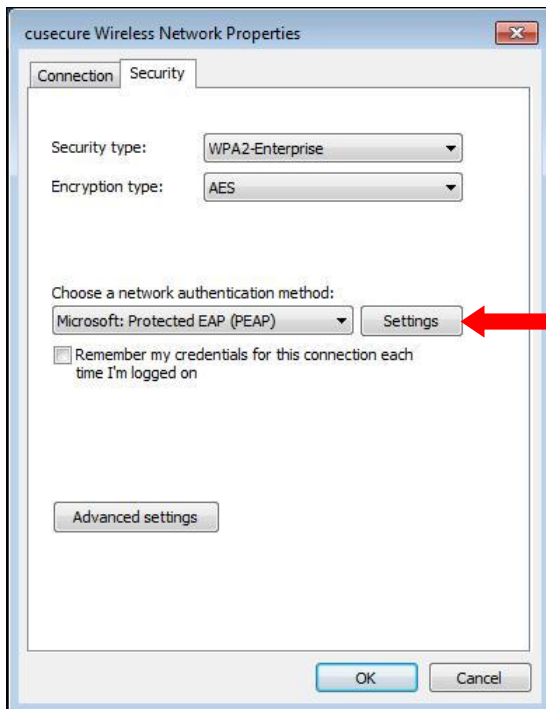 cusecure Wireless Network Properties
Connection Security
Security type: WPA2-Enterprise
Encryption type: AES
Choose a network authentication method:
Microsoft: Protected EAP (PEAP) Settings
Remember my credentials for this connection each
time I'm logged on
Advanced settings
OK Cancel